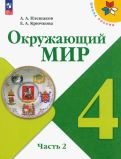 А. А. Плешаков
Е. А. Крючкова
Окружающий
МИР
Часть 2
4